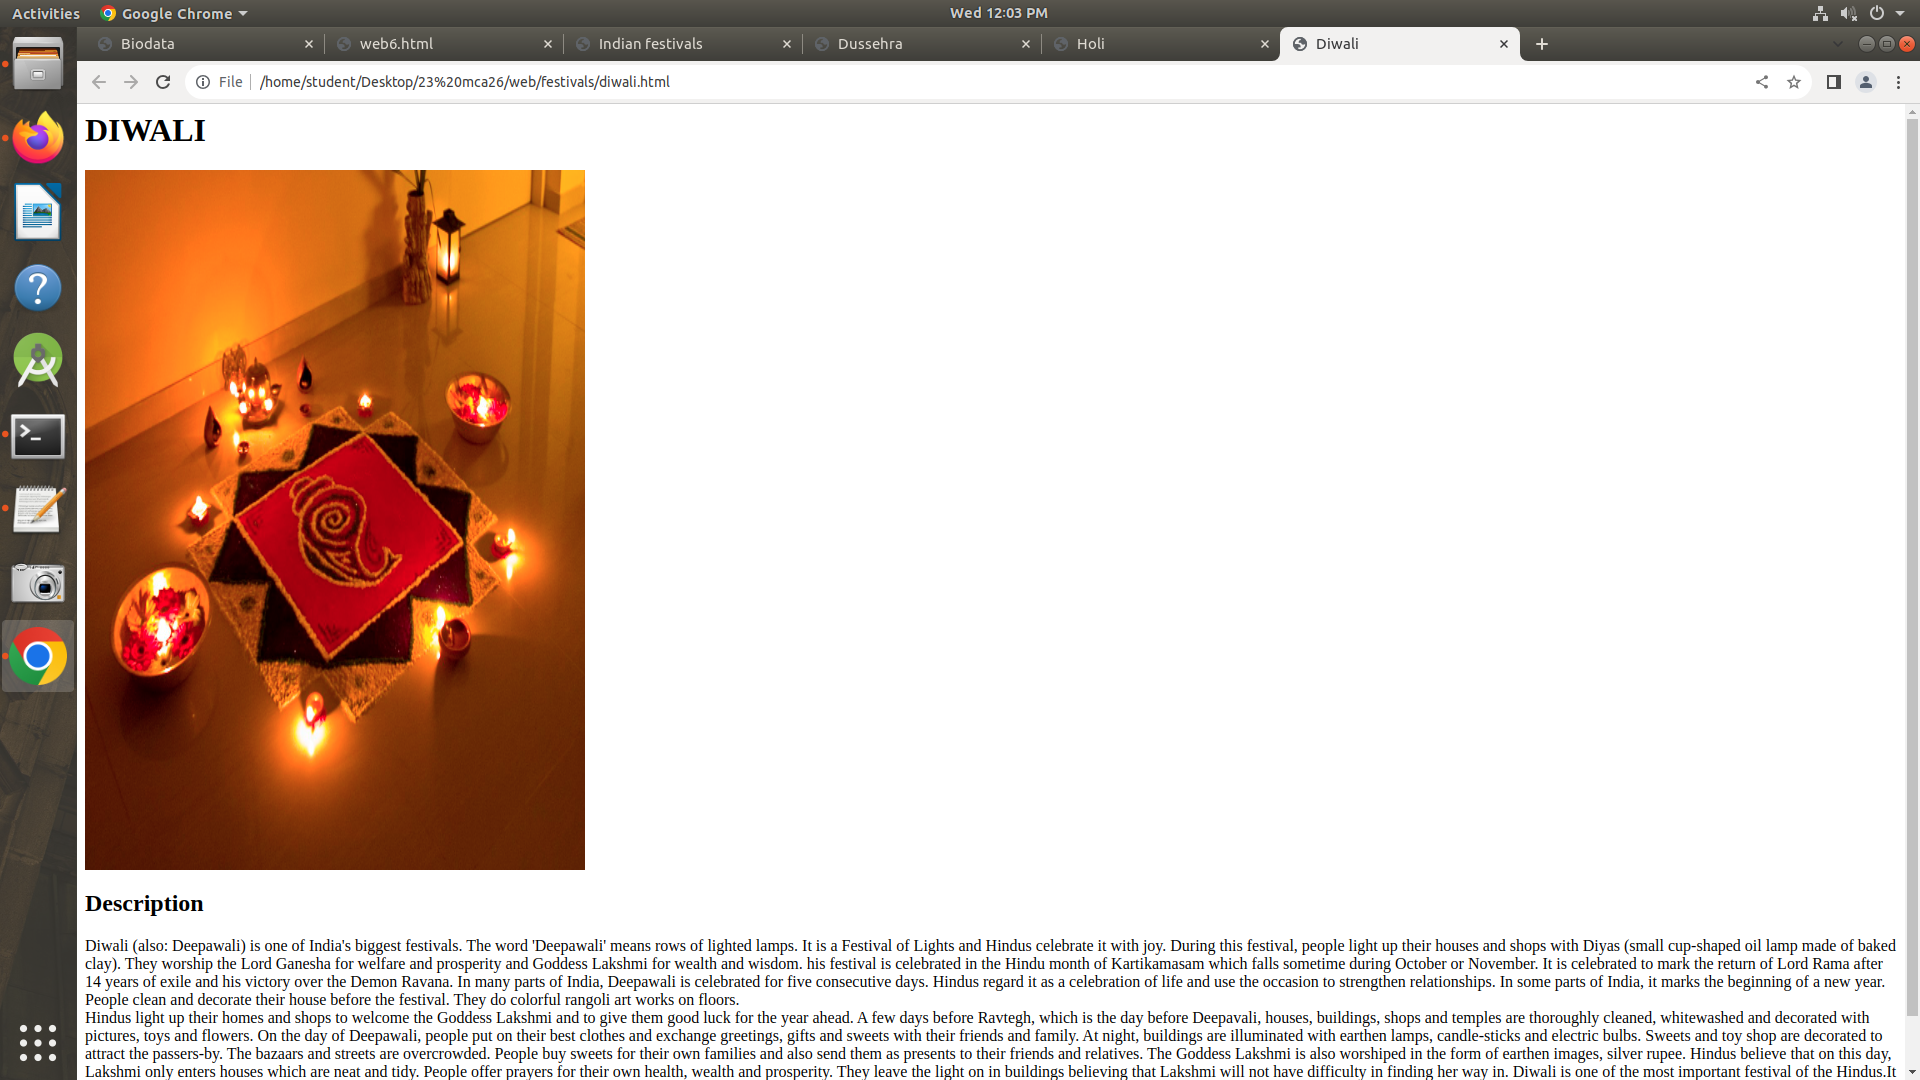 Activities Google Chrome Wed 12:03 PM
Biodata web6.html Indian festivals Dussehra Holi Diwali
File /home/student/Desktop/23%20mca26/web/festivals/diwali.html
DIWALI
Description
Diwali (also: Deepawali) is one of India's biggest festivals. The word 'Deepawali' means rows of lighted lamps. It is a Festival of Lights and Hindus celebrate it with joy. During this festival, people light up their houses and shops with Diyas (small cup-shaped oil lamp made of baked
clay). They worship the Lord Ganesha for welfare and prosperity and Goddess Lakshmi for wealth and wisdom. his festival is celebrated in the Hindu month of Kartikamasam which falls sometime during October or November. It is celebrated to mark the return of Lord Rama after
14 years of exile and his victory over the Demon Ravana. In many parts of India, Deepawali is celebrated for five consecutive days. Hindus regard it as a celebration of life and use the occasion to strengthen relationships. In some parts of India, it marks the beginning of a new year.
People clean and decorate their house before the festival. They do colorful rangoli art works on floors.
Hindus light up their homes and shops to welcome the Goddess Lakshmi and to give them good luck for the year ahead. A few days before Ravtegh, which is the day before Deepavali, houses, buildings, shops and temples are thoroughly cleaned, whitewashed and decorated with
pictures, toys and flowers. On the day of Deepawali, people put on their best clothes and exchange greetings, gifts and sweets with their friends and family. At night, buildings are illuminated with earthen lamps, candle-sticks and electric bulbs. Sweets and toy shop are decorated to
attract the passers-by. The bazaars and streets are overcrowded. People buy sweets for their own families and also send them as presents to their friends and relatives. The Goddess Lakshmi is also worshiped in the form of earthen images, silver rupee. Hindus believe that on this day,
Lakshmi only enters houses which are neat and tidy. People offer prayers for their own health, wealth and prosperity. They leave the light on in buildings believing that Lakshmi will not have difficulty in finding her way in. Diwali is one of the most important festival of the Hindus.It